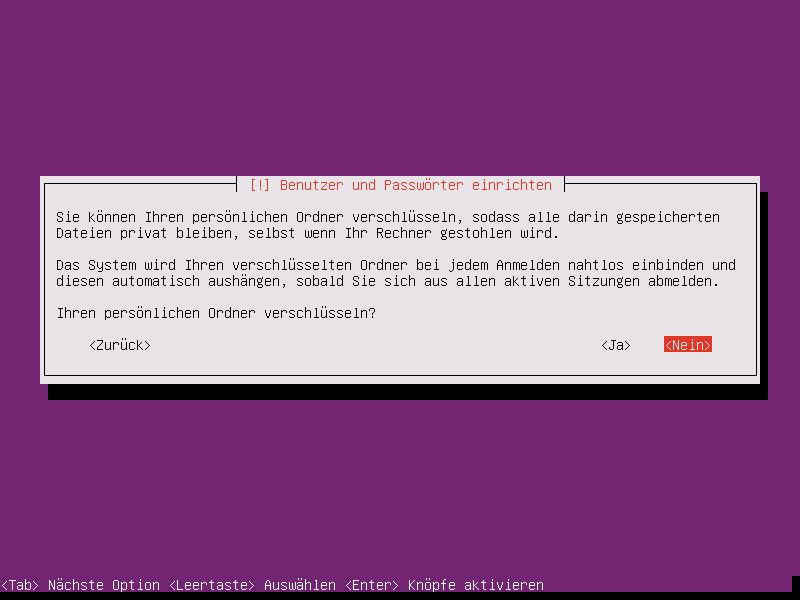 [!] Benutzer und Passwörter einrichten
Sie können Ihren persönlichen Ordner verschlüsseln, sodass alle darin gespeicherten
Dateien privat bleiben, selbst wenn Ihr Rechner gestohlen wird.
Das System wird Ihren verschlüsselten Ordner bei jedem Anmelden nahtlos einbinden und
diesen automatisch aushängen, sobald Sie sich aus allen aktiven Sitzungen abmelden.
Ihren persönlichen Ordner verschlüsseln?
<Zurück> <Ja> <Nein>
<Tab> Nächste Option <Leertaste> Auswählen <Enter> Knöpfe aktivieren